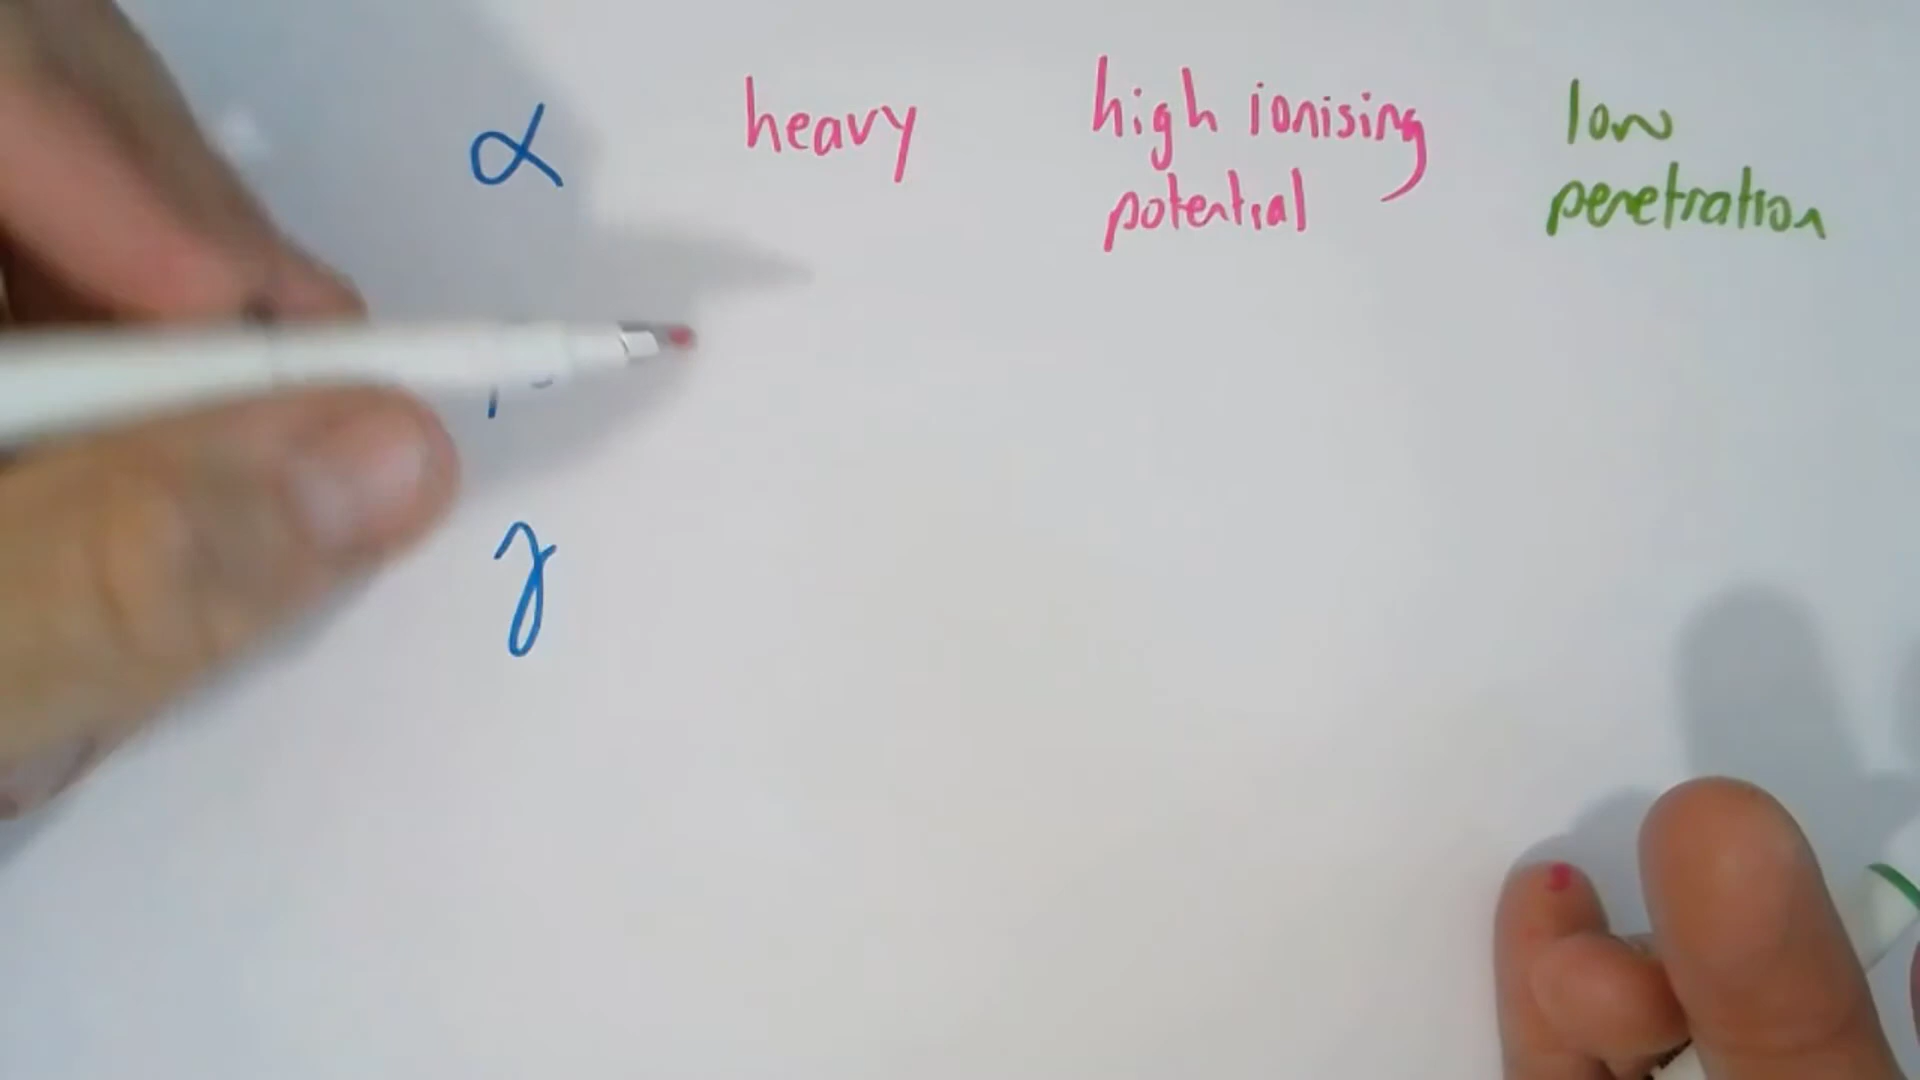 α heavy high ionising low
potential penetration
γ